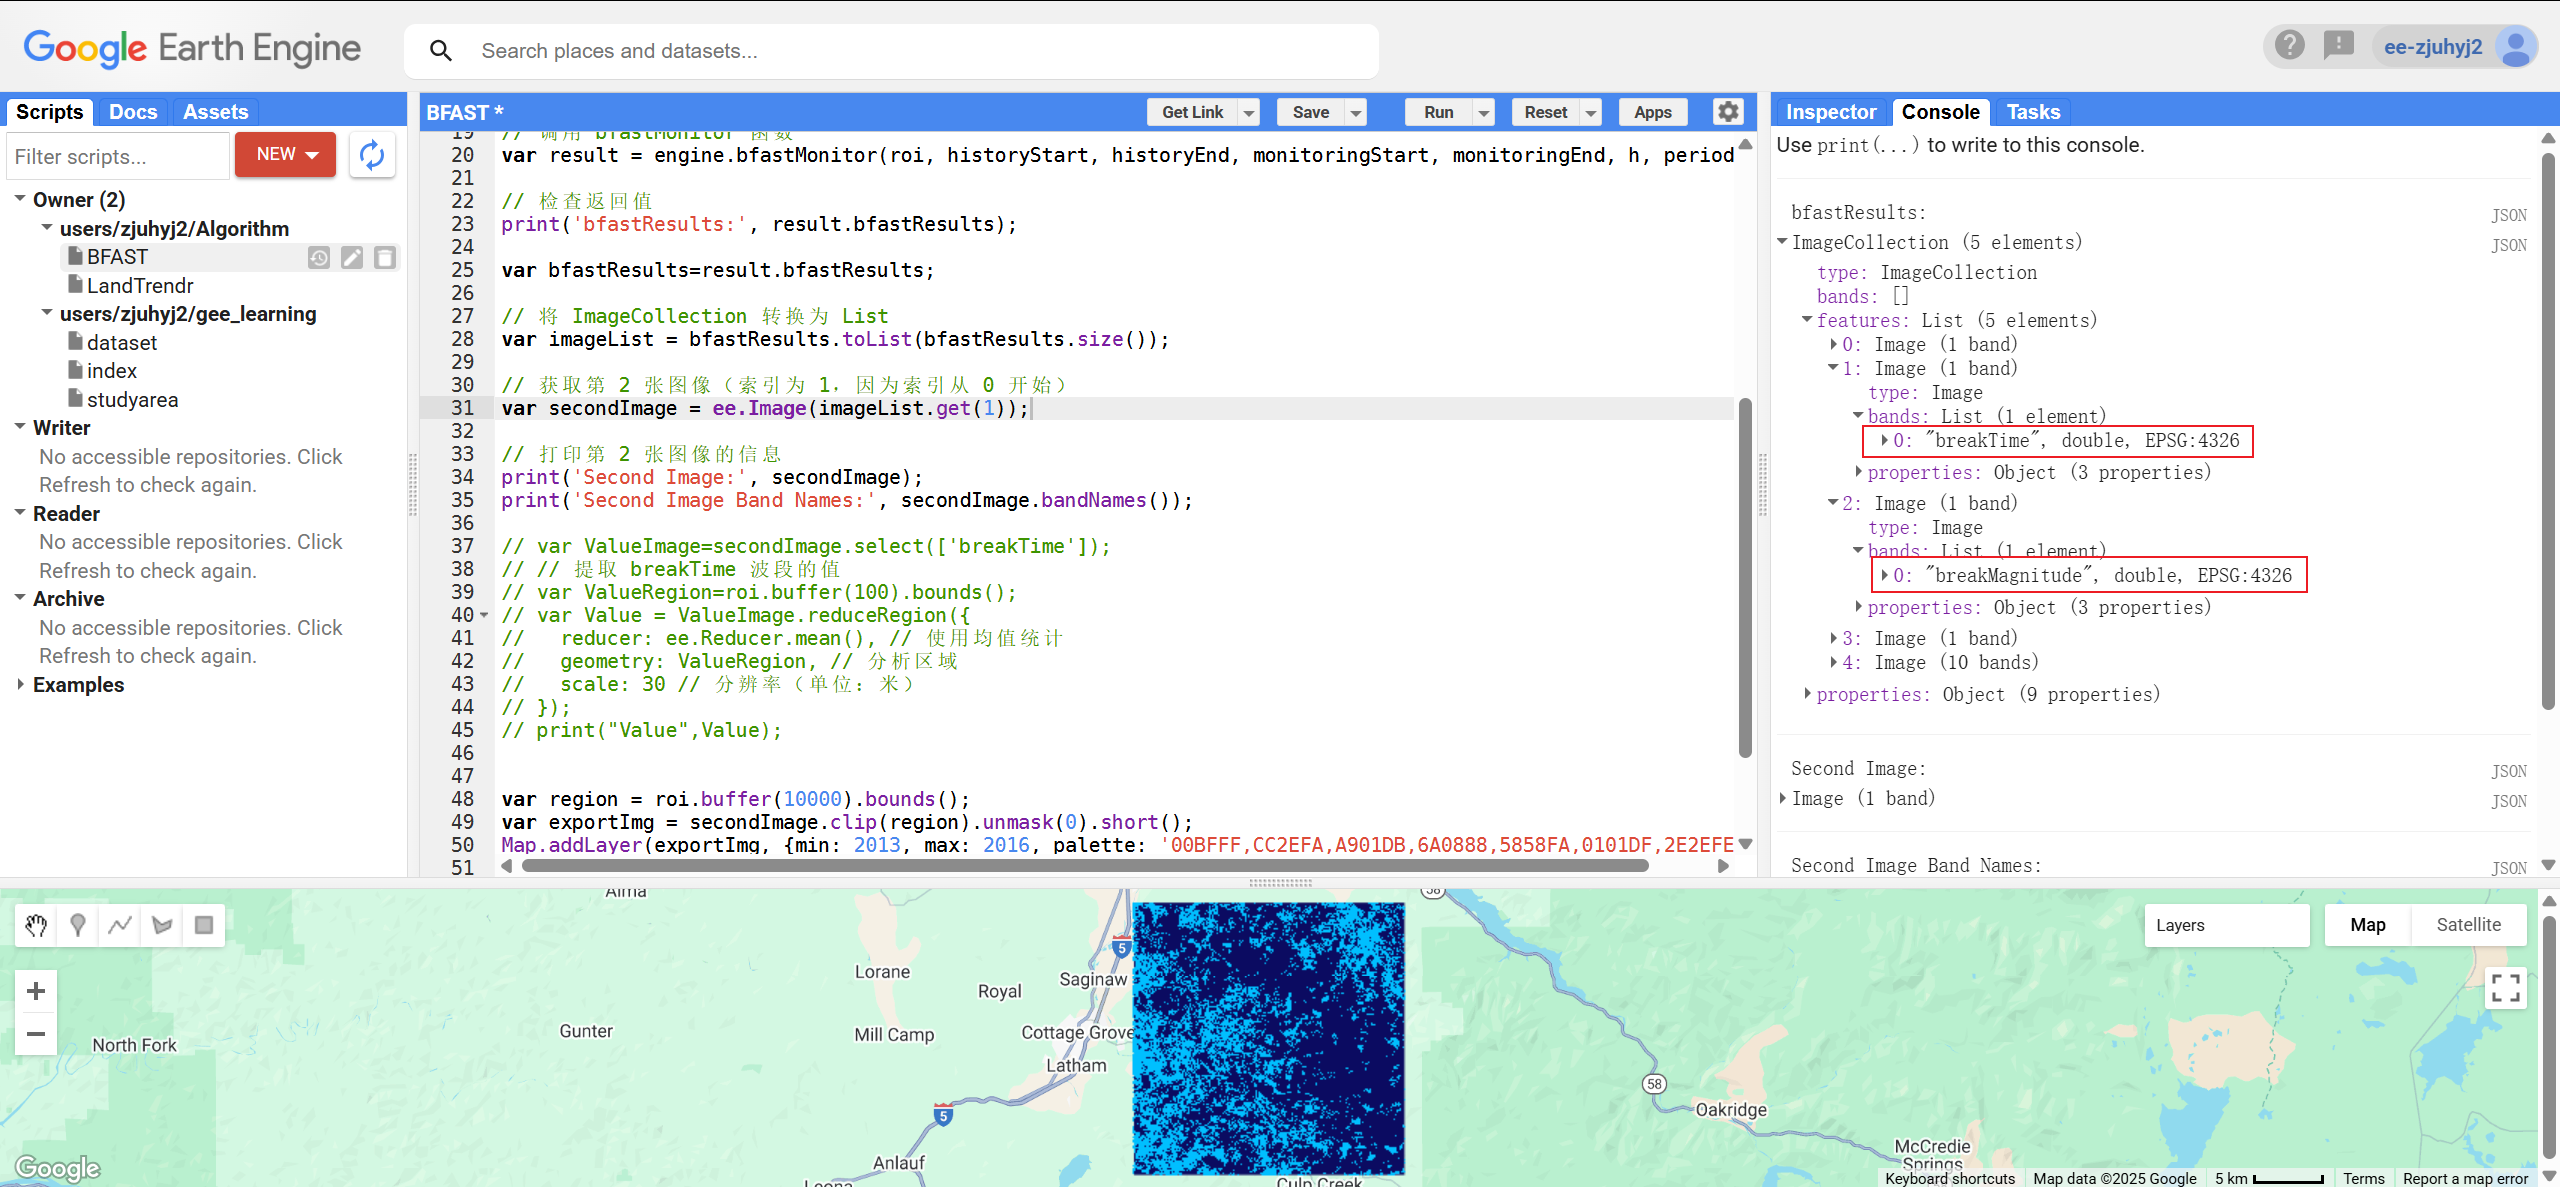 Google Earth Engine
Search places and datasets...
ee-zjuhyj2
Scripts
Docs
Assets
Filter scripts...
NEW
Owner (2)
users/zjuhyj2/Algorithm
BFAST
LandTrendr
users/zjuhyj2/gee_learning
dataset
index
studyarea
Writer
No accessible repositories. Click
Refresh to check again.
Reader
No accessible repositories. Click
Refresh to check again.
Archive
No accessible repositories. Click
Refresh to check again.
Examples
BFAST *
Get Link
Save
Run
Reset
Apps
19 // 调用 bfastMonitor 函数
20 var result = engine.bfastMonitor(roi, historyStart, historyEnd, monitoringStart, monitoringEnd, h, period
21
22 // 检查返回值
23 print('bfastResults:', result.bfastResults);
24
25 var bfastResults=result.bfastResults;
26
27 // 将 ImageCollection 转换为 List
28 var imageList = bfastResults.toList(bfastResults.size());
29
30 // 获取第 2 张图像（索引为 1，因为索引从 0 开始）
31 var secondImage = ee.Image(imageList.get(1));
32
33 // 打印第 2 张图像的信息
34 print('Second Image:', secondImage);
35 print('Second Image Band Names:', secondImage.bandNames());
36
37 // var ValueImage=secondImage.select(['breakTime']);
38 // // 提取 breakTime 波段的值
39 // var ValueRegion=roi.buffer(100).bounds();
40 // var Value = ValueImage.reduceRegion({
41 //   reducer: ee.Reducer.mean(), // 使用均值统计
42 //   geometry: ValueRegion, // 分析区域
43 //   scale: 30 // 分辨率（单位：米）
44 // });
45 // print("Value",Value);
46
47
48 var region = roi.buffer(10000).bounds();
49 var exportImg = secondImage.clip(region).unmask(0).short();
50 Map.addLayer(exportImg, {min: 2013, max: 2016, palette: '00BFFF,CC2EFA,A901DB,6A0888,5858FA,0101DF,2E2EFE
51
Inspector
Console
Tasks
Use print(...) to write to this console.
bfastResults:
JSON
ImageCollection (5 elements)
JSON
type: ImageCollection
bands: []
features: List (5 elements)
0: Image (1 band)
1: Image (1 band)
type: Image
bands: List (1 element)
0: "breakTime", double, EPSG:4326
properties: Object (3 properties)
2: Image (1 band)
type: Image
bands: List (1 element)
0: "breakMagnitude", double, EPSG:4326
properties: Object (3 properties)
3: Image (1 band)
4: Image (10 bands)
properties: Object (9 properties)
Second Image:
JSON
Image (1 band)
JSON
Second Image Band Names:
JSON
Alma
58
Layers
Map
Satellite
5
Lorane
Saginaw
Royal
Gunter
Mill Camp
Cottage Grove
North Fork
Latham
58
5
Oakridge
McCredie
Springs
Anlauf
Leona
Culp Creek
Google
Keyboard shortcuts
Map data ©2025 Google
5 km
Terms
Report a map error